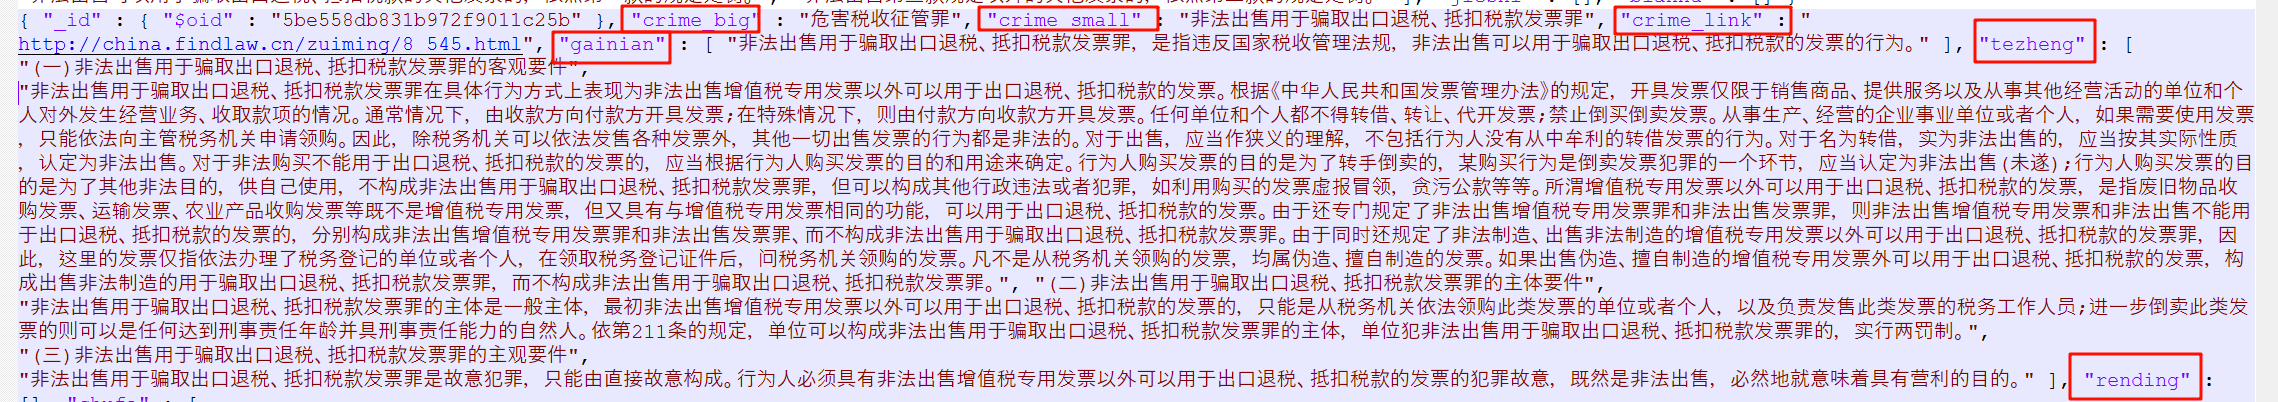 { "_id" : { "$oid" : "5be558db831b972f9011c25b" }, "crime_big" : "危害税收征管罪", "crime_small" : "非法出售用于骗取出口退税、抵扣税款发票罪", "crime_link" : "
http://china.findlaw.cn/zuiming/8_545.html", "gainian" : [ "非法出售用于骗取出口退税、抵扣税款发票罪，是指违反国家税收管理法规，非法出售可以用于骗取出口退税、抵扣税款的发票的行为。" ], "tezheng" : [
"(一)非法出售用于骗取出口退税、抵扣税款发票罪的客观要件",
"非法出售用于骗取出口退税、抵扣税款发票罪在具体行为方式上表现为非法出售增值税专用发票以外可以用于出口退税、抵扣税款的发票。根据《中华人民共和国发票管理办法》的规定，开具发票仅限于销售商品、提供服务以及从事其他经营活动的单位和个
人对外发生经营业务、收取款项的情况。通常情况下，由收款方向付款方开具发票;在特殊情况下，则由付款方向收款方开具发票。任何单位和个人都不得转借、转让、代开发票;禁止倒买倒卖发票。从事生产、经营的企业事业单位或者个人，如果需要使用发票
，只能依法向主管税务机关申请领购。因此，除税务机关可以依法发售各种发票外，其他一切出售发票的行为都是非法的。对于出售，应当作狭义的理解，不包括行为人没有从中牟利的转借发票的行为。对于名为转借，实为非法出售的，应当按其实际性质
，认定为非法出售。对于非法购买不能用于出口退税、抵扣税款的发票的，应当根据行为人购买发票的目的和用途来确定。行为人购买发票的目的是为了转手倒卖的，某购买行为是倒卖发票犯罪的一个环节，应当认定为非法出售(未遂);行为人购买发票的目
的是为了其他非法目的，供自己使用，不构成非法出售用于骗取出口退税、抵扣税款发票罪，但可以构成其他行政违法或者犯罪，如利用购买的发票虚报冒领，贪污公款等等。所渭增值税专用发票以外可以用于出口退税、抵扣税款的发票，是指废旧物品收
购发票、运输发票、农业产品收购发票等既不是增值税专用发票，但又具有与增值税专用发票相同的功能，可以用于出口退税、抵扣税款的发票。由于还专门规定了非法出售增值税专用发票罪和非法出售发票罪，则非法出售增值税专用发票和非法出售不能用
于出口退税、抵扣税款的发票的，分别构成非法出售增值税专用发票罪和非法出售发票罪、而不构成非法出售用于骗取出口退税、抵扣税款发票罪。由于同时还规定了非法制造、出售非法制造的增值税专用发票以外可以用于出口退税、抵扣税款的发票罪，因
此，这里的发票仅指依法办理了税务登记的单位或者个人，在领取税务登记证件后，问税务机关领购的发票。凡不是从税务机关领购的发票，均属伪造、擅自制造的发票。如果出售伪造、擅自制造的增值税专用发票外可以用于出口退税、抵扣税款的发票，构
成出售非法制造的用于骗取出口退税、抵扣税款发票罪，而不构成非法出售用于骗取出口退税、抵扣税款发票罪。", "(二)非法出售用于骗取出口退税、抵扣税款发票罪的主体要件",
"非法出售用于骗取出口退税、抵扣税款发票罪的主体是一般主体，最初非法出售增值税专用发票以外可以用于出口退税、抵扣税款的发票的，只能是从税务机关依法领购此类发票的单位或者个人，以及负责发售此类发票的税务工作人员;进一步倒卖此类发
票的则可以是任何达到刑事责任年龄并具刑事责任能力的自然人。依第211条的规定，单位可以构成非法出售用于骗取出口退税、抵扣税款发票罪的主体，单位犯非法出售用于骗取出口退税、抵扣税款发票罪的，实行两罚制。",
"(三)非法出售用于骗取出口退税、抵扣税款发票罪的主观要件",
"非法出售用于骗取出口退税、抵扣税款发票罪是故意犯罪，只能由直接故意构成。行为人必须具有非法出售增值税专用发票以外可以用于出口退税、抵扣税款的发票的犯罪故意，既然是非法出售，必然地就意味着具有营利的目的。" ], "rending" :